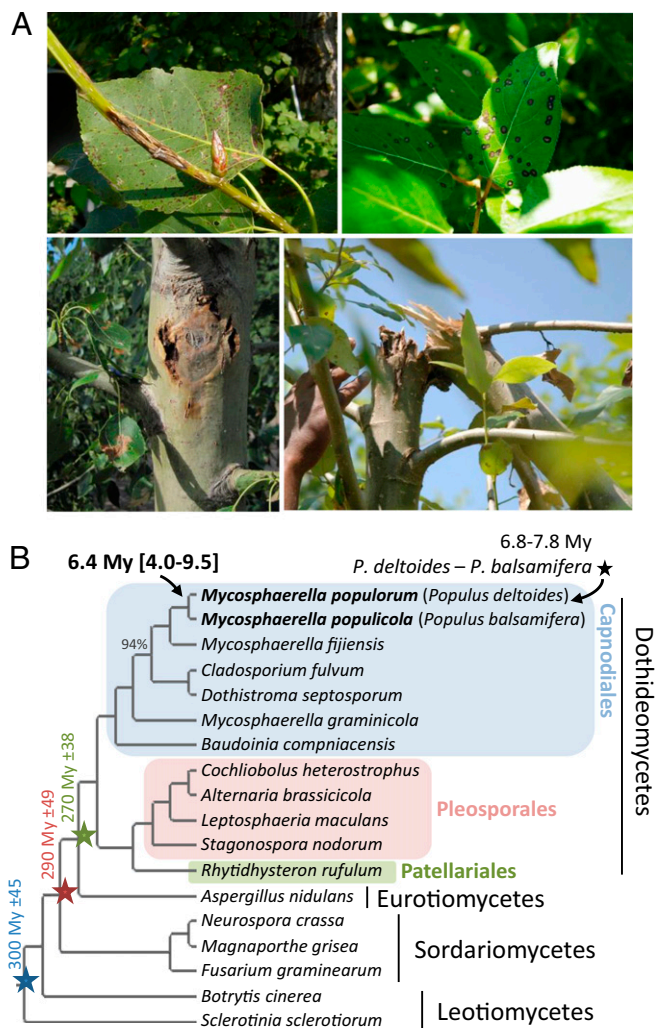 A
B
6.4 My [4.0-9.5]
6.8-7.8 My
P. deltoides – P. balsamifera
Mycosphaerella populorum (Populus deltoides)
Mycosphaerella populicola (Populus balsamifera)
94%
Mycosphaerella fijiensis
Cladosporium fulvum
Dothistroma septosporum
Mycosphaerella graminicola
Baudoinia compniacensis
Capnodiales
Dothideomycetes
Cochliobolus heterostrophus
Alternaria brassicicola
Leptosphaeria maculans
Stagonospora nodorum
Pleosporales
Rhytidhysteron rufulum
Patellariales
270 My ±38
290 My ±49
300 My ±45
Aspergillus nidulans
Eurotiomycetes
Neurospora crassa
Magnaporthe grisea
Fusarium graminearum
Sordariomycetes
Botrytis cinerea
Sclerotinia sclerotiorum
Leotiomycetes